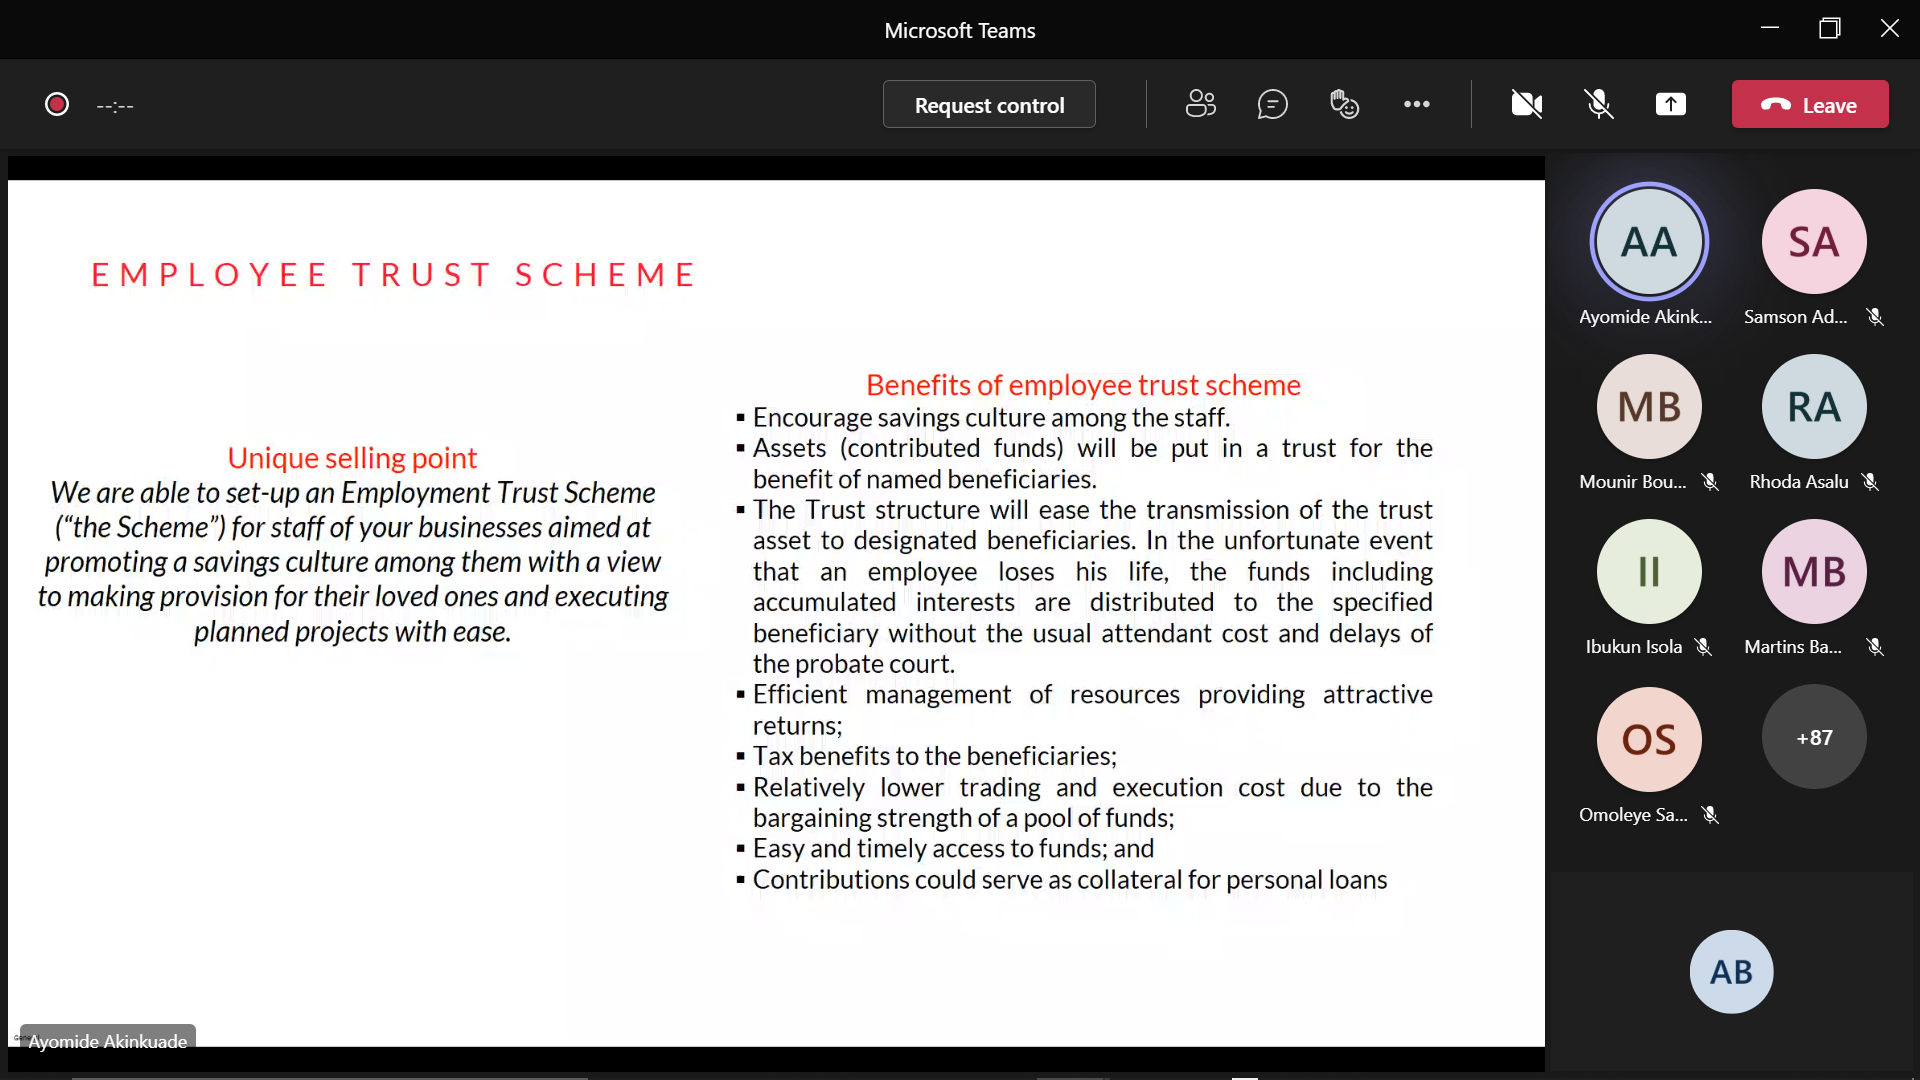 Microsoft Teams
--:--
Request control
Leave
EMPLOYEE TRUST SCHEME
Unique selling point
We are able to set-up an Employment Trust Scheme
(“the Scheme”) for staff of your businesses aimed at
promoting a savings culture among them with a view
to making provision for their loved ones and executing
planned projects with ease.
Benefits of employee trust scheme
▪ Encourage savings culture among the staff.
▪ Assets (contributed funds) will be put in a trust for the
benefit of named beneficiaries.
▪ The Trust structure will ease the transmission of the trust
asset to designated beneficiaries. In the unfortunate event
that an employee loses his life, the funds including
accumulated interests are distributed to the specified
beneficiary without the usual attendant cost and delays of
the probate court.
▪ Efficient management of resources providing attractive
returns;
▪ Tax benefits to the beneficiaries;
▪ Relatively lower trading and execution cost due to the
bargaining strength of a pool of funds;
▪ Easy and timely access to funds; and
▪ Contributions could serve as collateral for personal loans
Ayomide Akinkuade
AA
Ayomide Akink...
SA
Samson Ad...
MB
Mounir Bou...
RA
Rhoda Asalu
II
Ibukun Isola
MB
Martins Ba...
OS
Omoleye Sa...
+87
AB